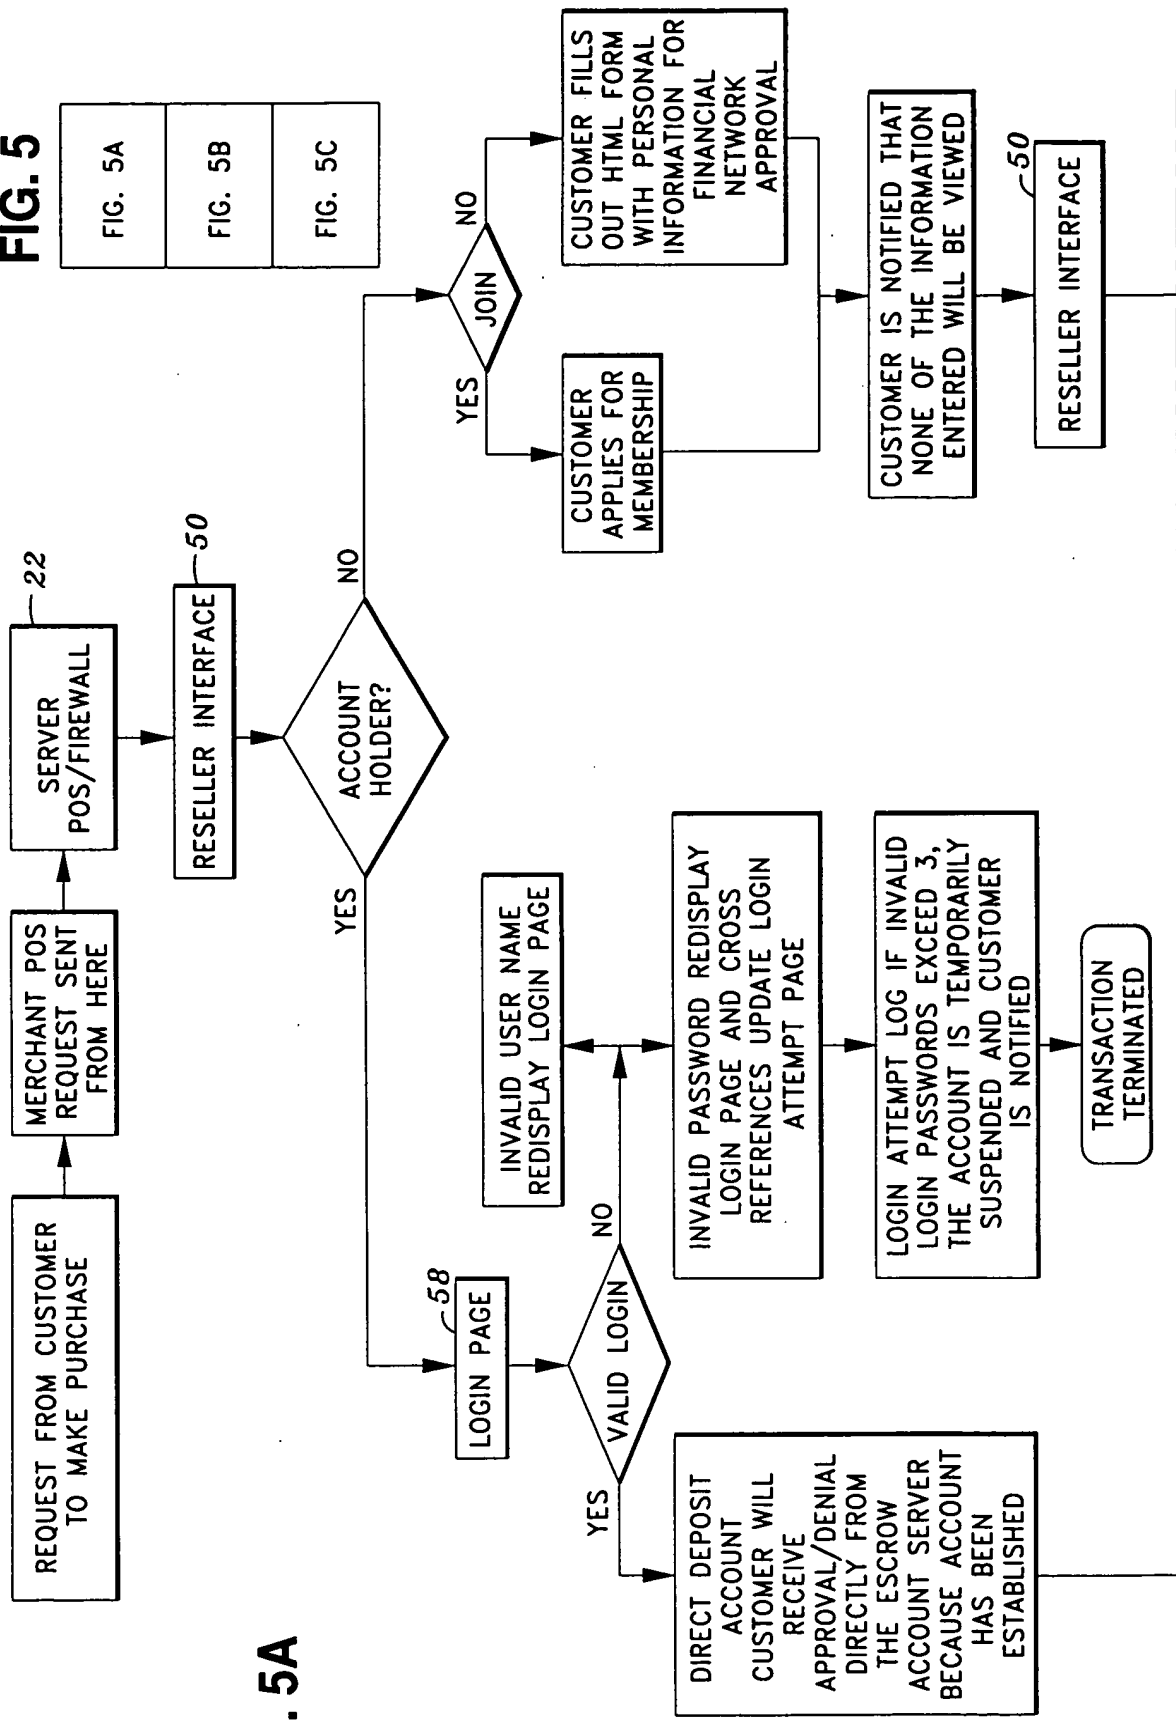 FIG. 5
FIG. 5A
FIG. 5B
FIG. 5C
. 5A
REQUEST FROM CUSTOMER
TO MAKE PURCHASE
MERCHANT POS
REQUEST SENT
FROM HERE
SERVER
POS/FIREWALL
22
RESELLER INTERFACE
50
ACCOUNT
HOLDER?
YES
NO
LOGIN PAGE
58
VALID LOGIN
YES
NO
DIRECT DEPOSIT
ACCOUNT
CUSTOMER WILL
RECEIVE
APPROVAL/DENIAL
DIRECTLY FROM
THE ESCROW
ACCOUNT SERVER
BECAUSE ACCOUNT
HAS BEEN
ESTABLISHED
INVALID USER NAME
REDISPLAY LOGIN PAGE
INVALID PASSWORD REDISPLAY
LOGIN PAGE AND CROSS
REFERENCES UPDATE LOGIN
ATTEMPT PAGE
LOGIN ATTEMPT LOG IF INVALID
LOGIN PASSWORDS EXCEED 3,
THE ACCOUNT IS TEMPORARILY
SUSPENDED AND CUSTOMER
IS NOTIFIED
TRANSACTION
TERMINATED
JOIN
YES
NO
CUSTOMER
APPLIES FOR
MEMBERSHIP
CUSTOMER FILLS
OUT HTML FORM
WITH PERSONAL
INFORMATION FOR
FINANCIAL
NETWORK
APPROVAL
CUSTOMER IS NOTIFIED THAT
NONE OF THE INFORMATION
ENTERED WILL BE VIEWED
RESELLER INTERFACE
50